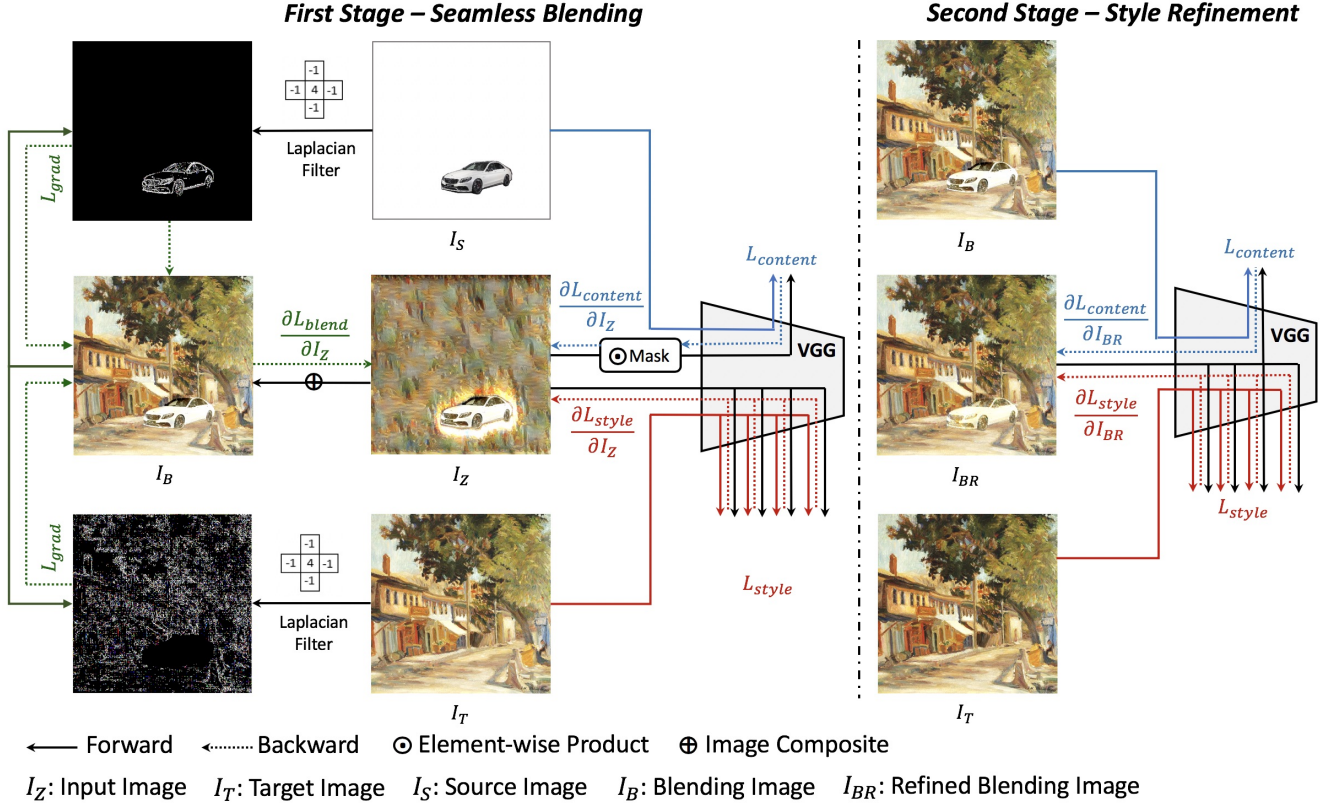 First Stage – Seamless Blending
Second Stage – Style Refinement
-1
-1 4 -1
-1
Laplacian
Filter
L_grad
I_S
I_B
L_content
L_content
∂L_blend
∂I_Z
∂L_content
∂I_Z
⊙ Mask
VGG
∂L_content
∂I_BR
VGG
∂L_style
∂I_Z
∂L_style
∂I_BR
I_B
I_Z
I_BR
L_grad
-1
-1 4 -1
-1
Laplacian
Filter
L_style
L_style
I_T
I_T
Forward
Backward
⊙ Element-wise Product
⊕ Image Composite
I_Z: Input Image
I_T: Target Image
I_S: Source Image
I_B: Blending Image
I_BR: Refined Blending Image